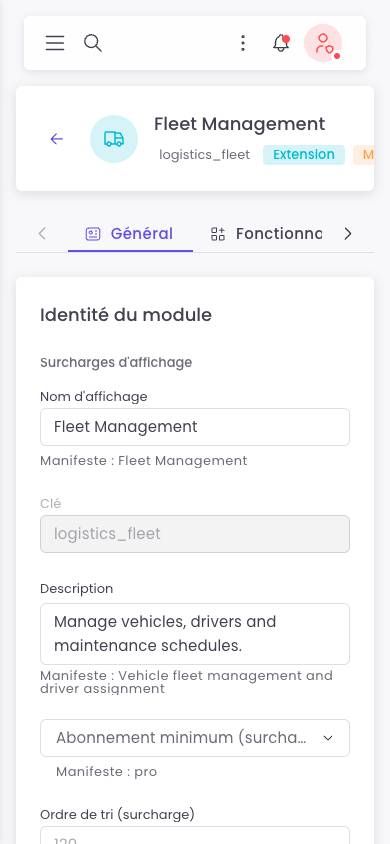 Fleet Management
logistics_fleet Extension M
Général Fonctionnc
Identité du module
Surcharges d'affichage
Nom d'affichage
Fleet Management
Manifeste : Fleet Management
Clé
logistics_fleet
Description
Manage vehicles, drivers and
maintenance schedules.
Manifeste : Vehicle fleet management and
driver assignment
Abonnement minimum (surcha...
Manifeste : pro
Ordre de tri (surcharge)
120